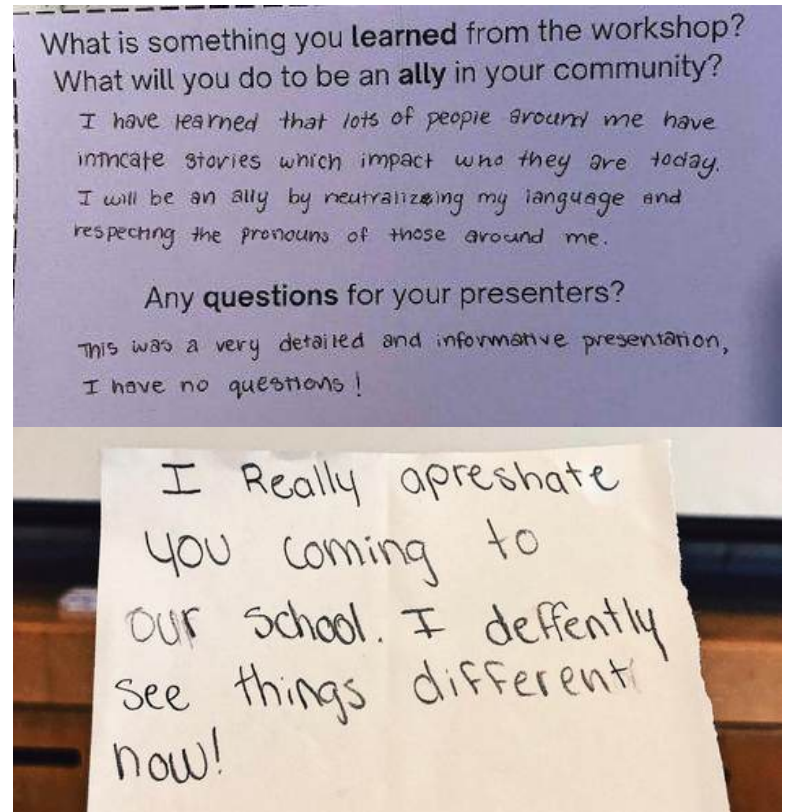 What is something you learned from the workshop?
What will you do to be an ally in your community?
I have learned that lots of people around me have
intricate stories which impact who they are today.
I will be an ally by neutralizeing my language and
respecting the pronouns of those around me.
Any questions for your presenters?
This was a very detailed and informative presentation,
I have no questions!
I Really apreshate
you coming to
our school. I deffently
see things different
now!